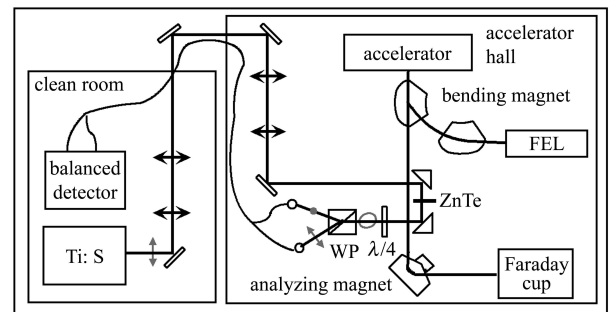 accelerator
accelerator
hall
clean room
bending magnet
balanced
detector
FEL
ZnTe
Ti: S
WP
λ/4
analyzing magnet
Faraday
cup